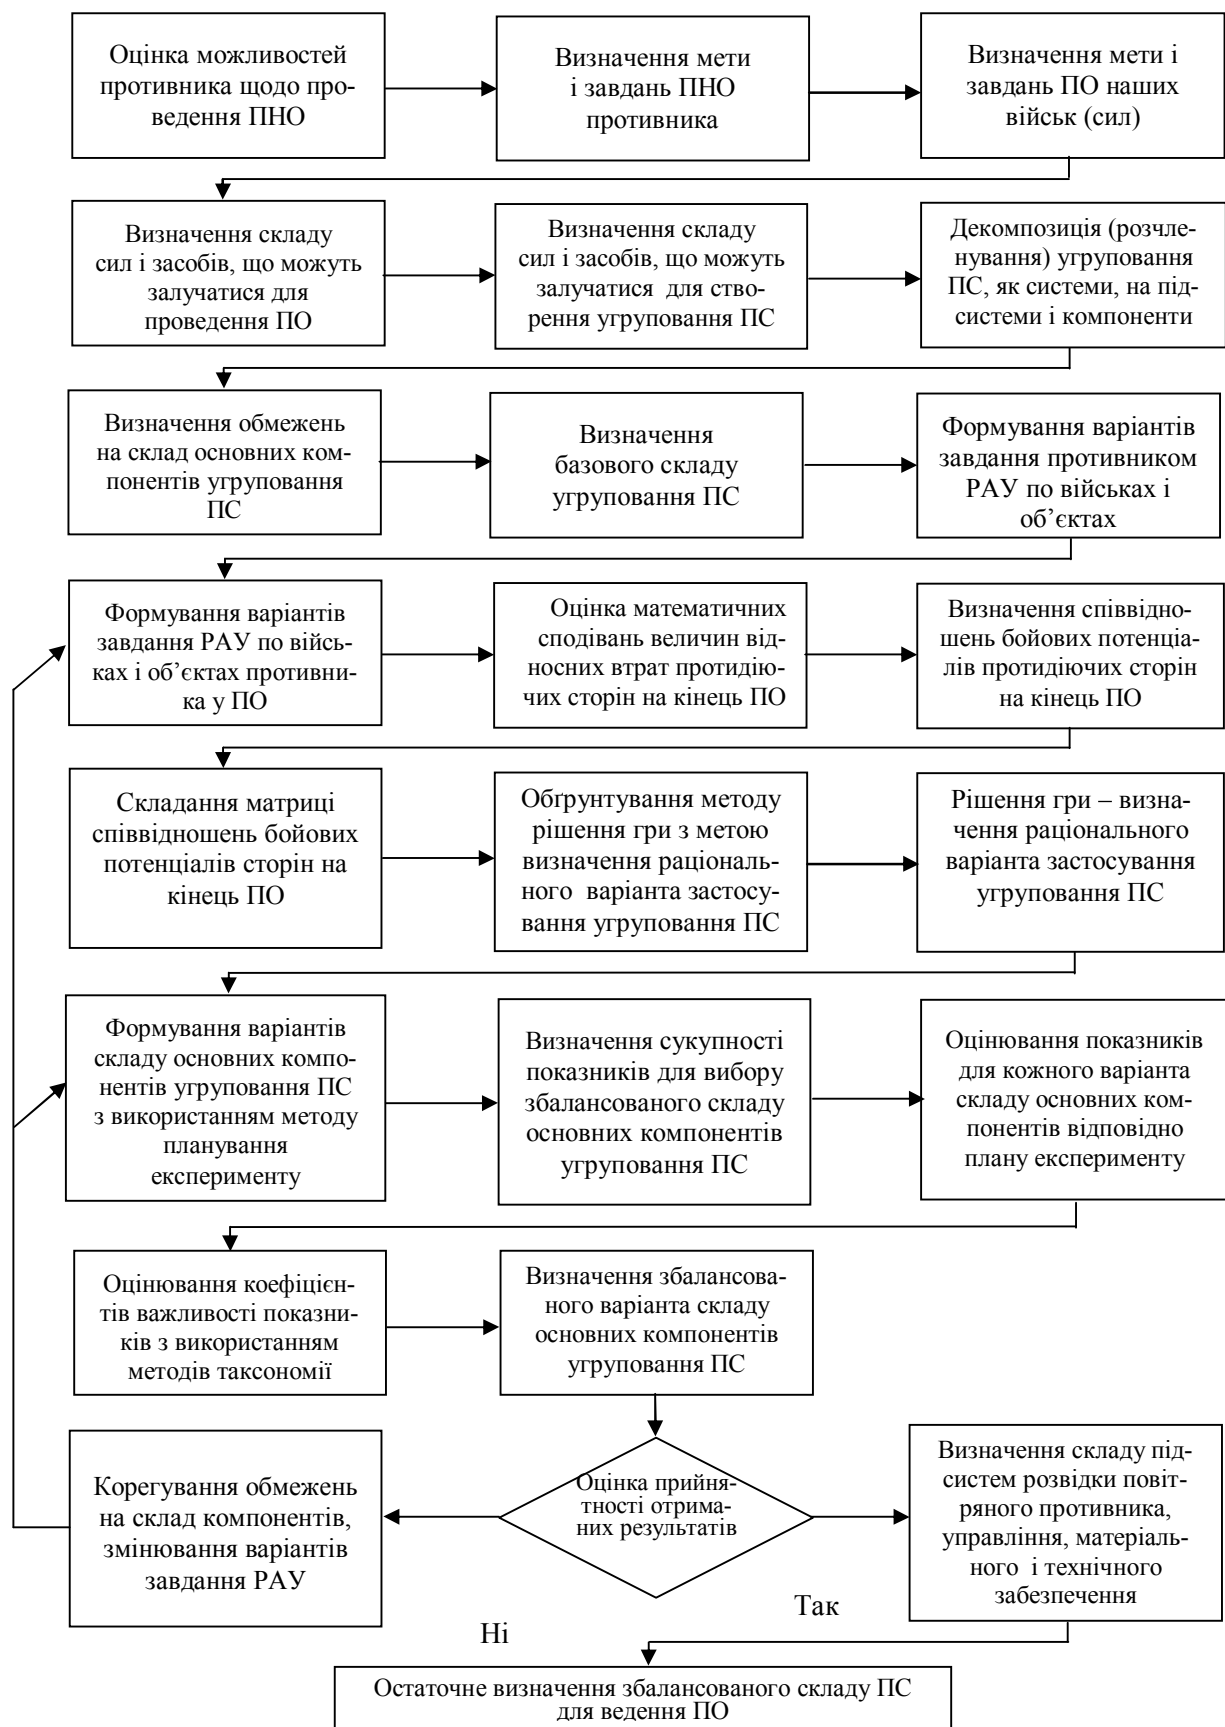 Оцінка можливостей
противника щодо про-
ведення ПНО
Визначення мети
і завдань ПНО
противника
Визначення мети і
завдань ПО наших
військ (сил)
Визначення складу
сил і засобів, що можуть
залучатися для
проведення ПО
Визначення складу
сил і засобів, що можуть
залучатися для ство-
рення угруповання ПС
Декомпозиція (розчле-
нування) угруповання
ПС, як системи, на під-
системи і компоненти
Визначення обмежень
на склад основних ком-
понентів угруповання
ПС
Визначення
базового складу
угруповання ПС
Формування варіантів
завдання противником
РАУ по військах і
об’єктах
Формування варіантів
завдання РАУ по війсь-
ках і об’єктах противни-
ка у ПО
Оцінка математичних
сподівань величин від-
носних втрат протидію-
чих сторін на кінець ПО
Визначення співвідно-
шень бойових потенціа-
лів протидіючих сторін
на кінець ПО
Складання матриці
співвідношень бойових
потенціалів сторін на
кінець ПО
Обґрунтування методу
рішення гри з метою
визначення раціональ-
ного варіанта застосу-
вання угруповання ПС
Рішення гри – визна-
чення раціонального
варіанта застосування
угруповання ПС
Формування варіантів
складу основних компо-
нентів угруповання ПС
з використанням методу
планування
експерименту
Визначення сукупності
показників для вибору
збалансованого складу
основних компонентів
угруповання ПС
Оцінювання показників
для кожного варіанта
складу основних ком-
понентів відповідно
плану експерименту
Оцінювання коефіцієн-
тів важливості показни-
ків з використанням
методів таксономії
Визначення збалансова-
ного варіанта складу
основних компонентів
угруповання ПС
Корегування обмежень
на склад компонентів,
змінювання варіантів
завдання РАУ
Оцінка прийня-
тності отрима-
них результатів
Визначення складу під-
систем розвідки повіт-
ряного противника,
управління, матеріаль-
ного і технічного
забезпечення
Так
Ні
Остаточне визначення збалансованого складу ПС
для ведення ПО